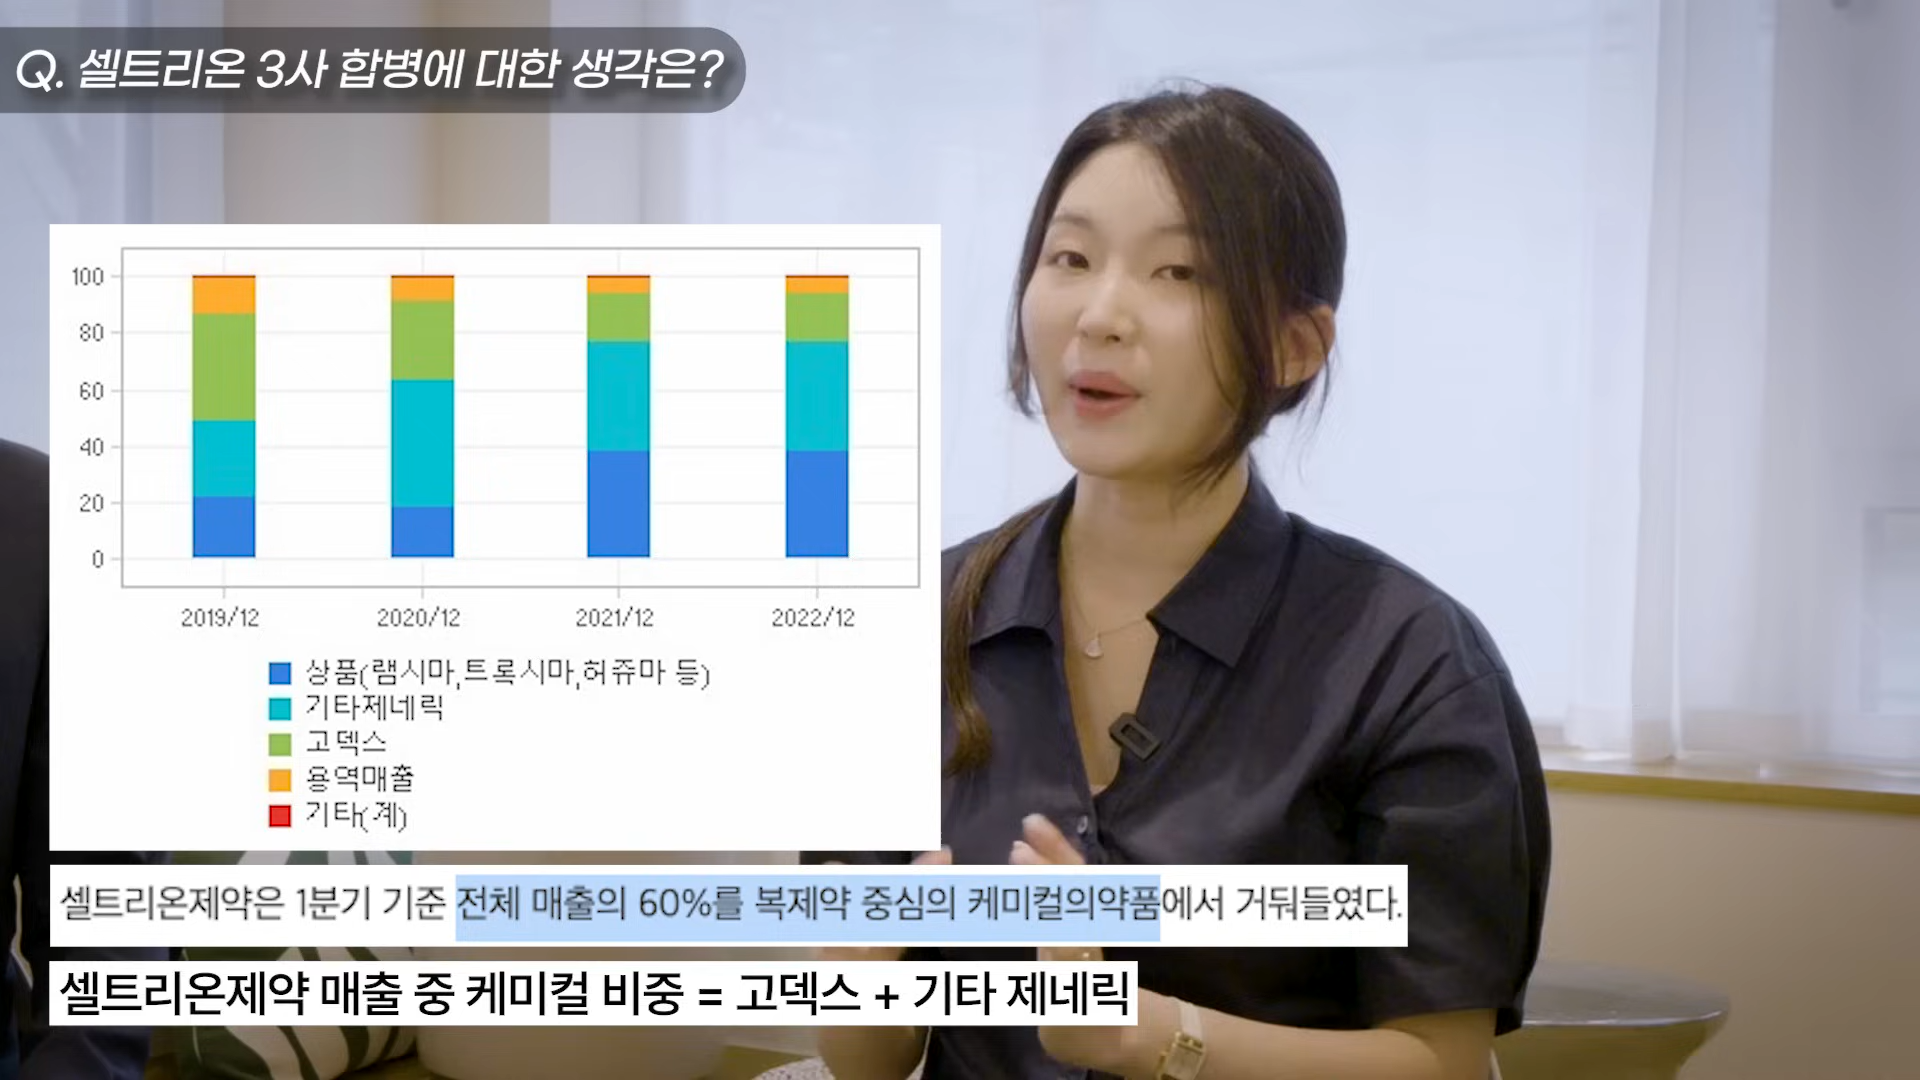 Q. 셀트리온 3사 합병에 대한 생각은?
100
80
60
40
20
0
2019/12 2020/12 2021/12 2022/12
상품(램시마,트록시마,허쥬마 등)
기타제네릭
고덱스
용역매출
기타(계)
셀트리온제약은 1분기 기준 전체 매출의 60%를 복제약 중심의 케미컬의약품에서 거둬들였다.
셀트리온제약 매출 중 케미컬 비중 = 고덱스 + 기타 제네릭